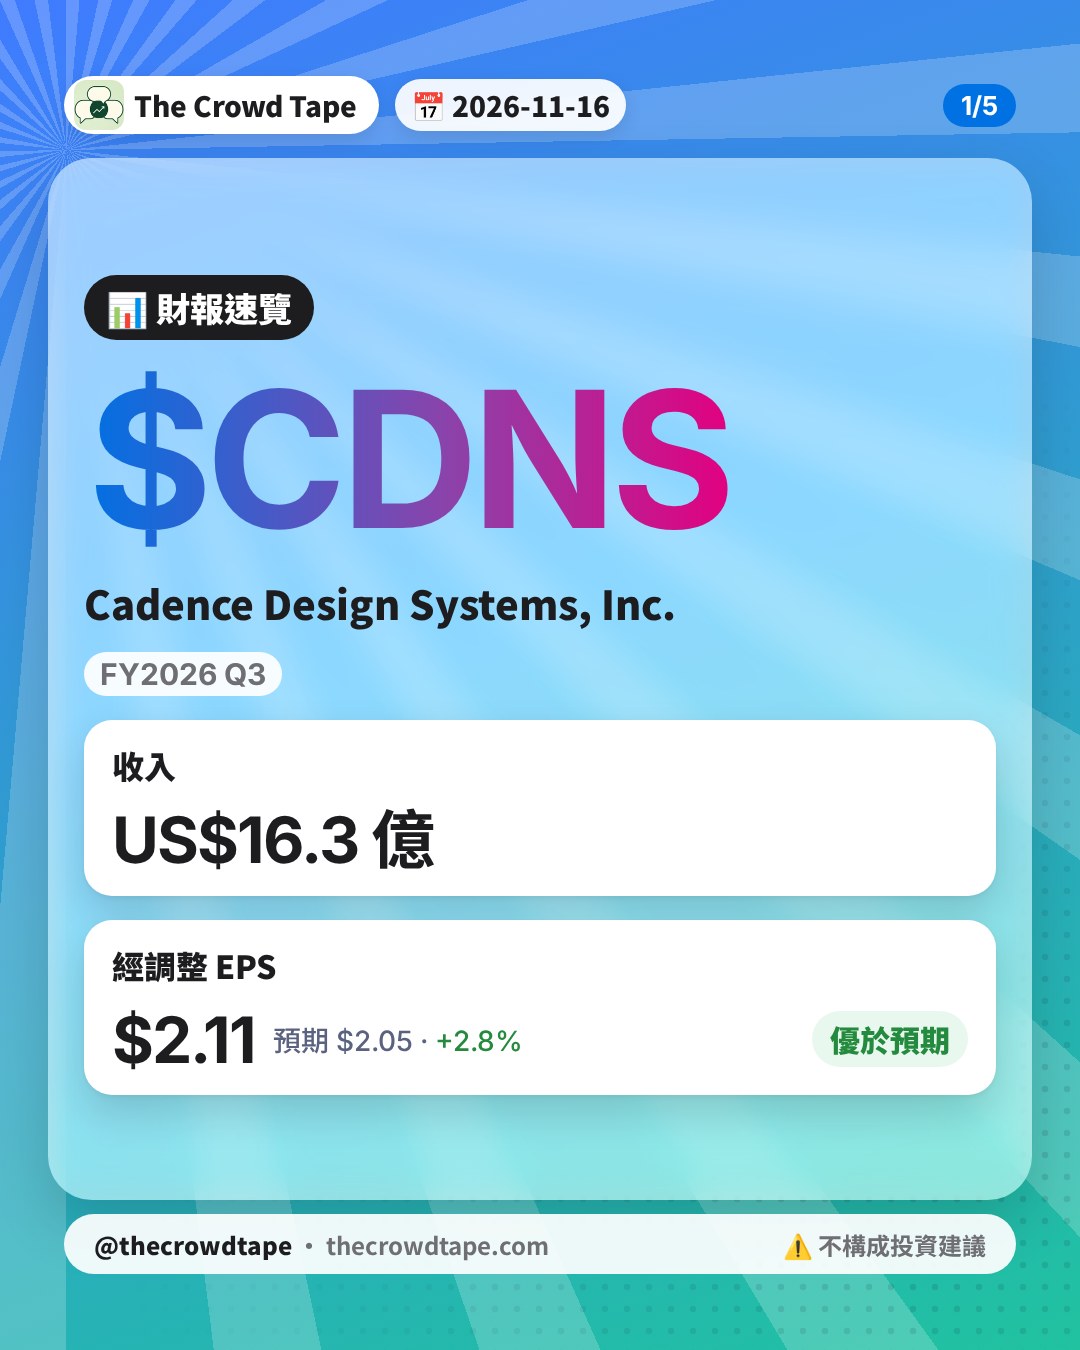 The Crowd Tape
📅 2026-11-16
1/5
📊 財報速覽
$CDNS
Cadence Design Systems, Inc.
FY2026 Q3
收入
US$16.3 億
經調整 EPS
$2.11 預期 $2.05 · +2.8% 優於預期
@thecrowdtape • thecrowdtape.com ⚠️ 不構成投資建議